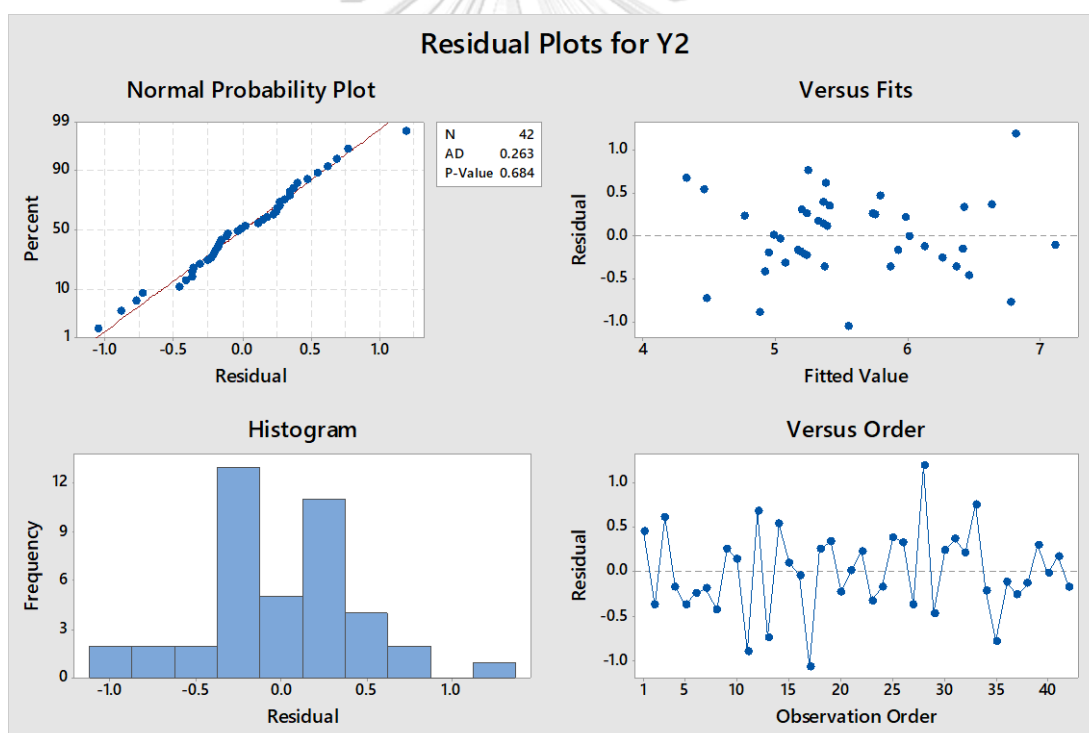 Residual Plots for Y2
Normal Probability Plot
Percent
99
90
50
10
1
-1.0 -0.5 0.0 0.5 1.0
Residual
N 42
AD 0.263
P-Value 0.684
Versus Fits
Residual
1.0
0.5
0.0
-0.5
-1.0
4 5 6 7
Fitted Value
Histogram
Frequency
12
9
6
3
0
-1.0 -0.5 0.0 0.5 1.0
Residual
Versus Order
Residual
1.0
0.5
0.0
-0.5
-1.0
1 5 10 15 20 25 30 35 40
Observation Order